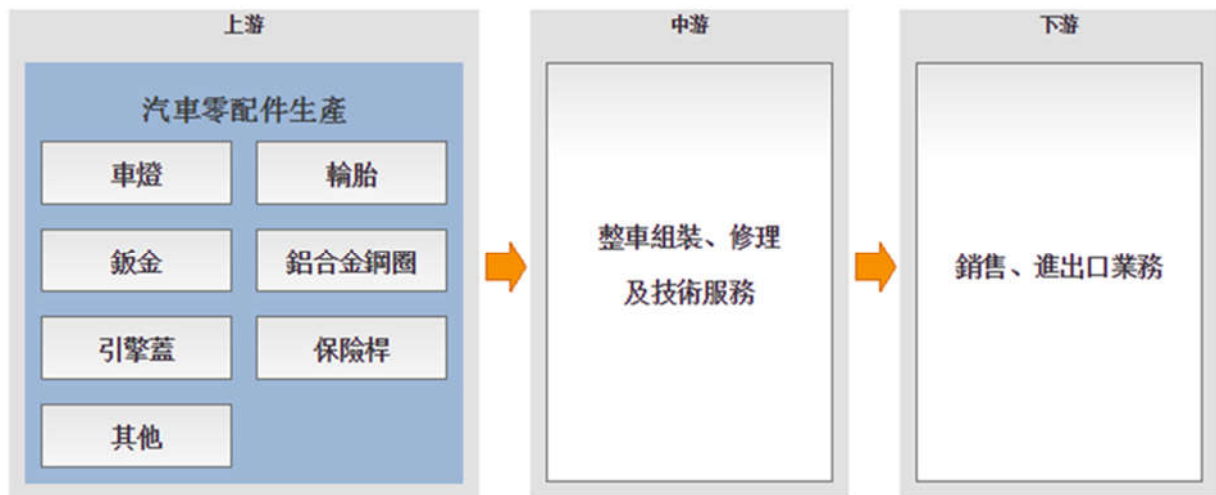 上游
汽車零配件生產
車燈
輪胎
鈑金
鋁合金鋼圈
引擎蓋
保險桿
其他
中游
整車組裝、修理
及技術服務
下游
銷售、進出口業務